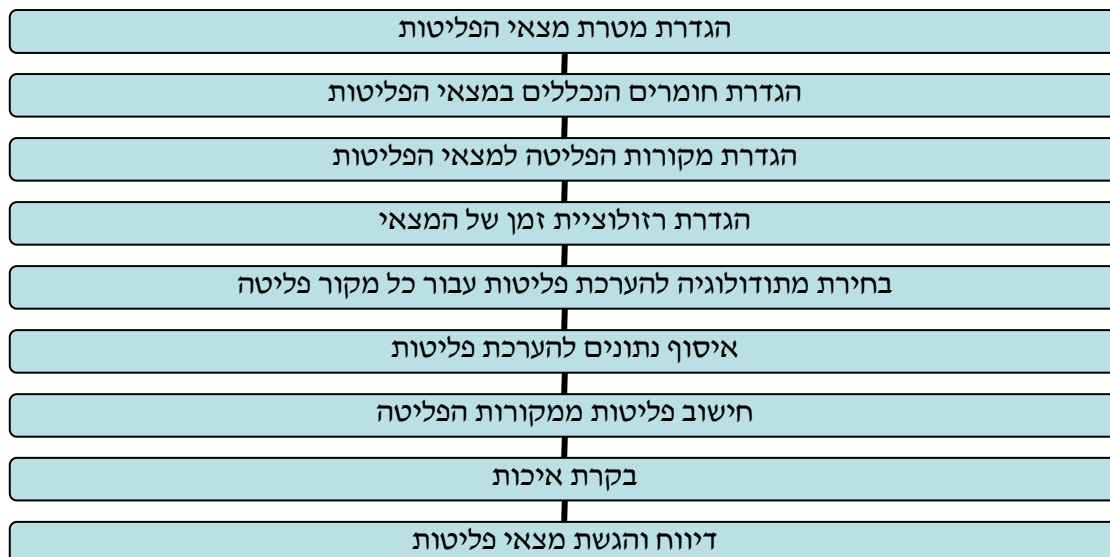 הגדרת מטרת מצאי הפליטות
הגדרת חומרים הנכללים במצאי הפליטות
הגדרת מקורות הפליטה למצאי הפליטות
הגדרת רזולוציית זמן של המצאי
בחירת מתודולוגיה להערכת פליטות עבור כל מקור פליטה
איסוף נתונים להערכת פליטות
חישוב פליטות ממקורות הפליטה
בקרת איכות
דיווח והגשת מצאי פליטות